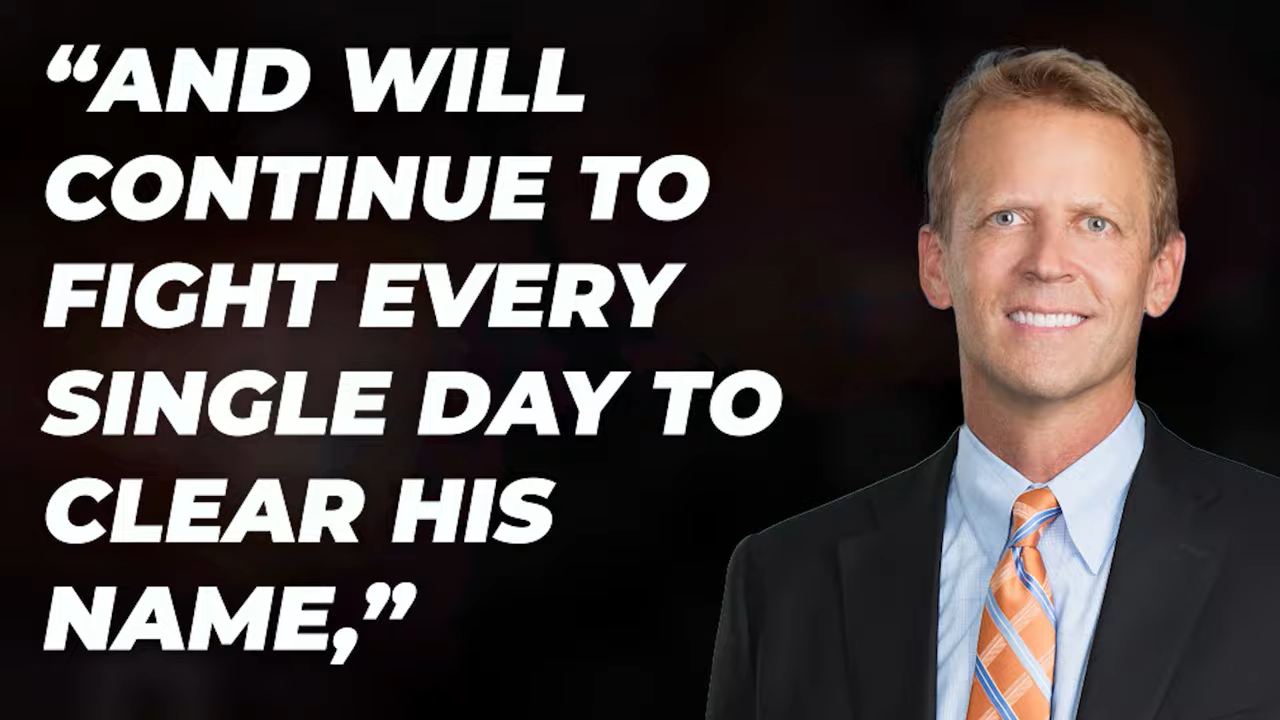 “AND WILL
CONTINUE TO
FIGHT EVERY
SINGLE DAY TO
CLEAR HIS
NAME,”